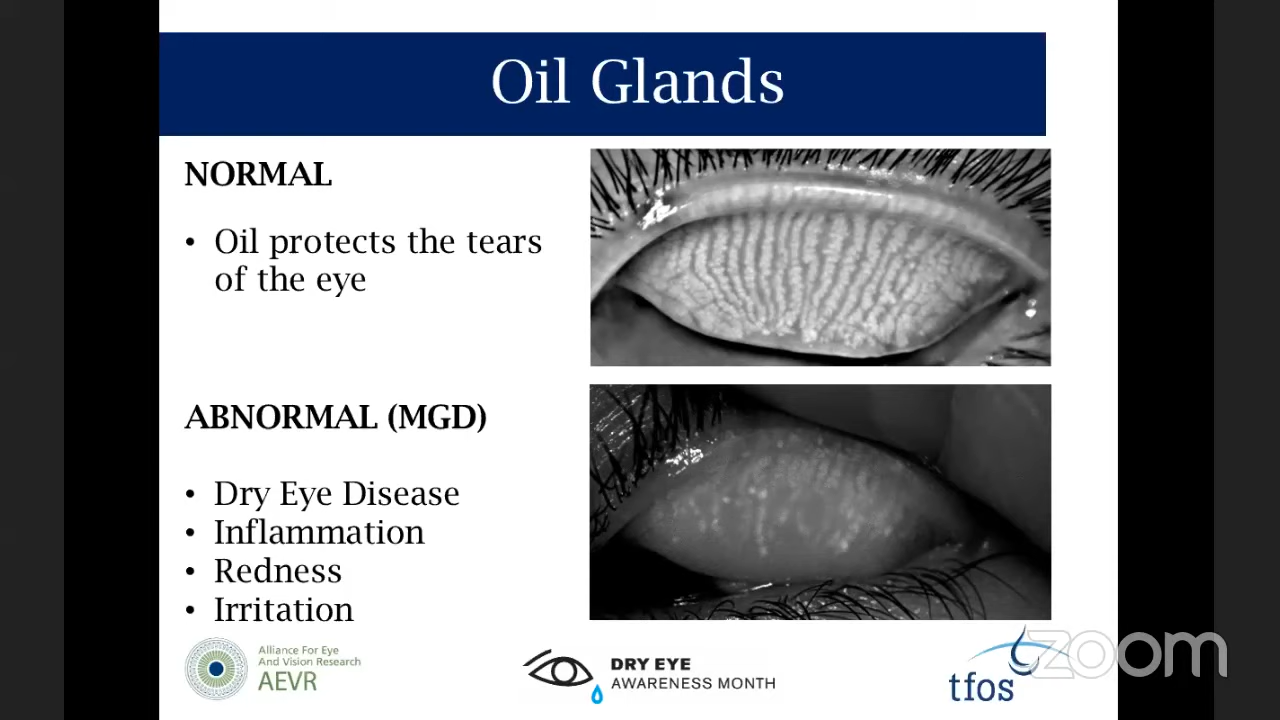 Oil Glands
NORMAL
• Oil protects the tears
of the eye
ABNORMAL (MGD)
• Dry Eye Disease
• Inflammation
• Redness
• Irritation
Alliance For Eye
And Vision Research
AEVR
DRY EYE
AWARENESS MONTH
tfos
zoom